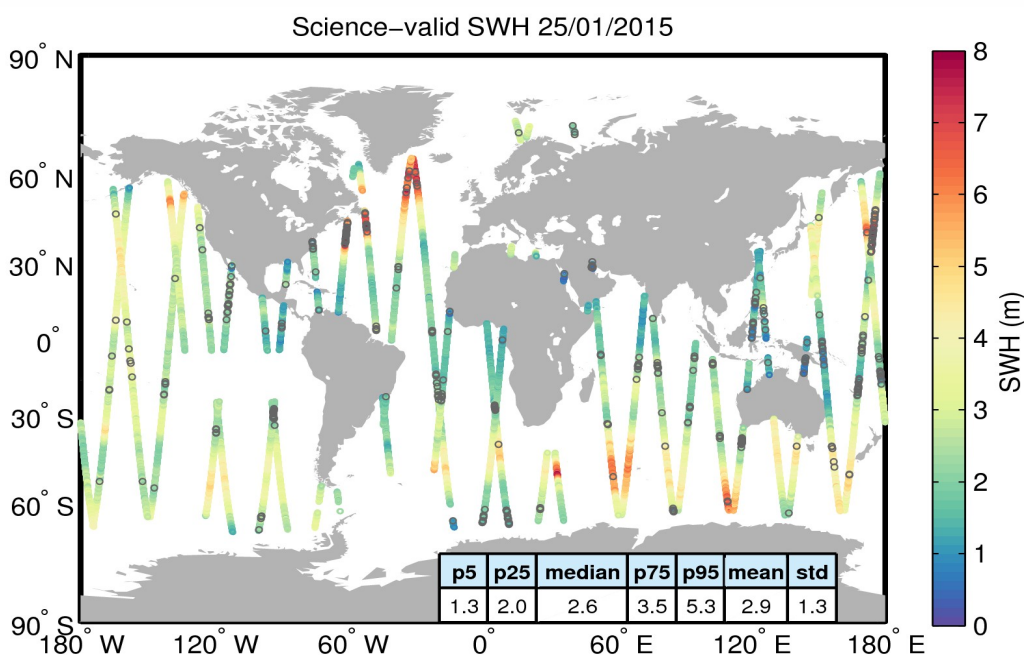 Science−valid SWH 25/01/2015
90° N
60° N
30° N
0°
30° S
60° S
90° S
180° W
120° W
60° W
0°
60° E
120° E
180° E
p5 p25 median p75 p95 mean std
1.3 2.0 2.6 3.5 5.3 2.9 1.3
8
7
6
5
4
3
2
1
0
SWH (m)